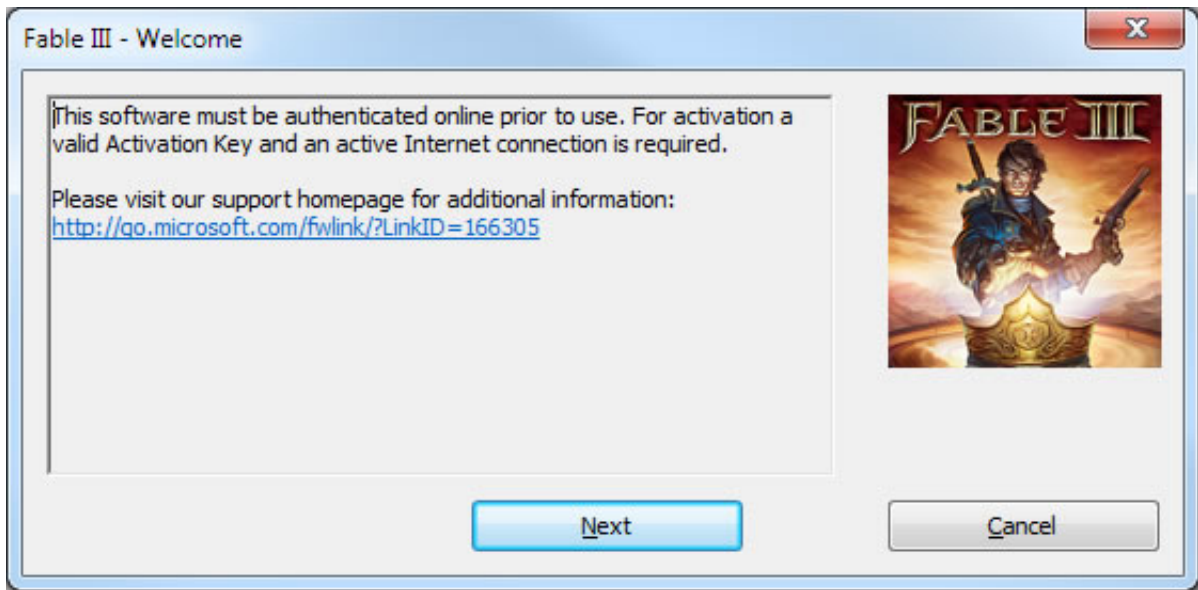 Fable III - Welcome
This software must be authenticated online prior to use. For activation a
valid Activation Key and an active Internet connection is required.
Please visit our support homepage for additional information:
http://go.microsoft.com/fwlink/?LinkID=166305
FABLE III
Next
Cancel